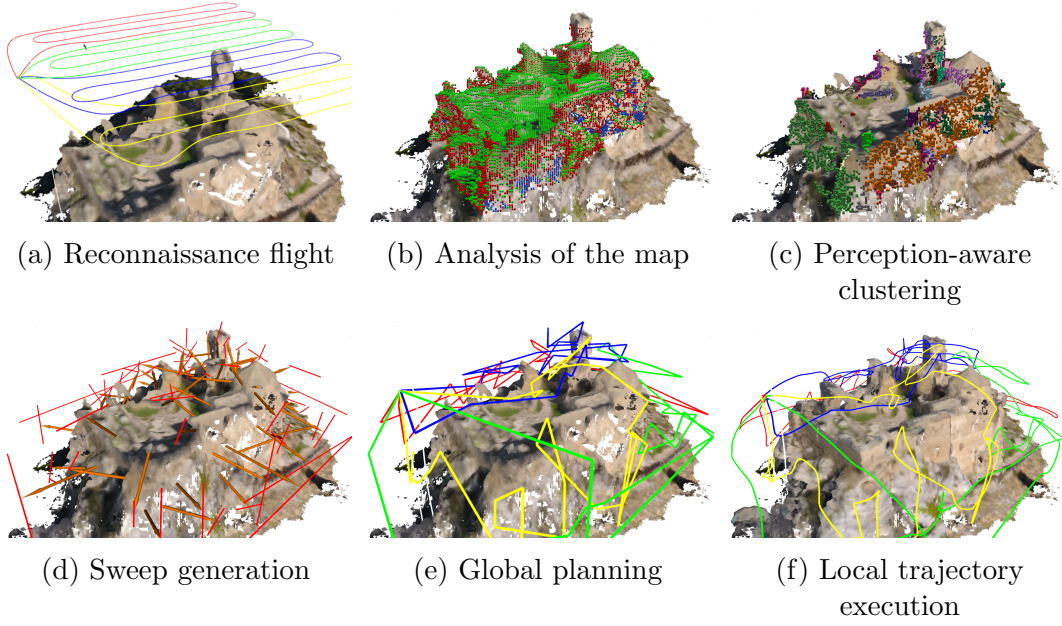 (a) Reconnaissance flight
(b) Analysis of the map
(c) Perception-aware
clustering
(d) Sweep generation
(e) Global planning
(f) Local trajectory
execution